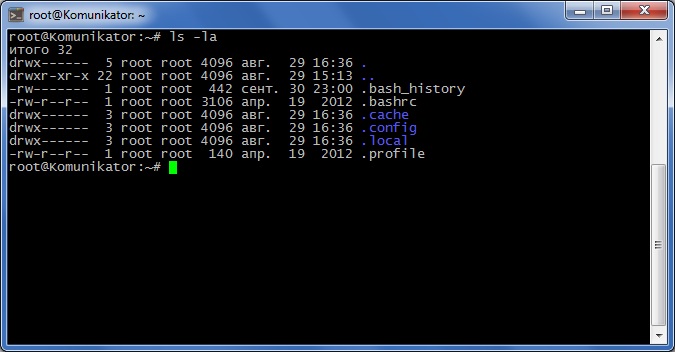 root@Komunikator: ~
root@Komunikator:~# ls -la
итого 32
drwx------  5 root root 4096 авг.  29 16:36 .
drwxr-xr-x 22 root root 4096 авг.  29 15:13 ..
-rw-------  1 root root  442 сент. 30 23:00 .bash_history
-rw-r--r--  1 root root 3106 апр.  19  2012 .bashrc
drwx------  3 root root 4096 авг.  29 16:36 .cache
drwx------  3 root root 4096 авг.  29 16:36 .config
drwx------  3 root root 4096 авг.  29 16:36 .local
-rw-r--r--  1 root root  140 апр.  19  2012 .profile
root@Komunikator:~#